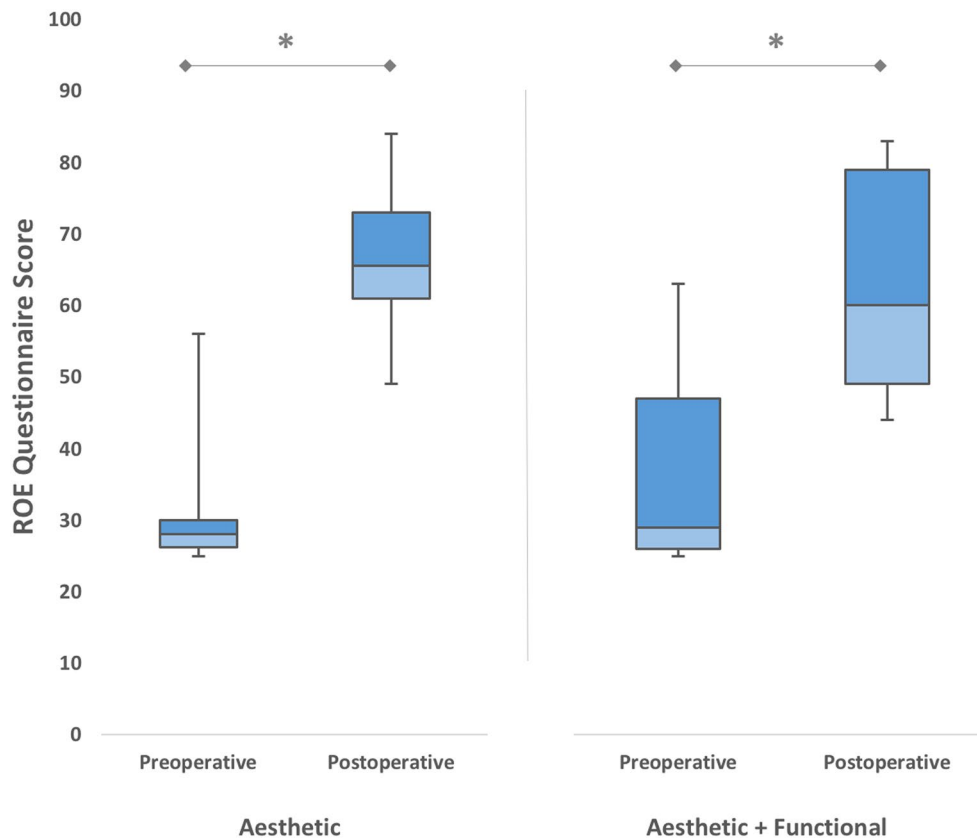 ROE Questionnaire Score
100
90
80
70
60
50
40
30
20
10
0
*
*
Preoperative
Postoperative
Preoperative
Postoperative
Aesthetic
Aesthetic + Functional